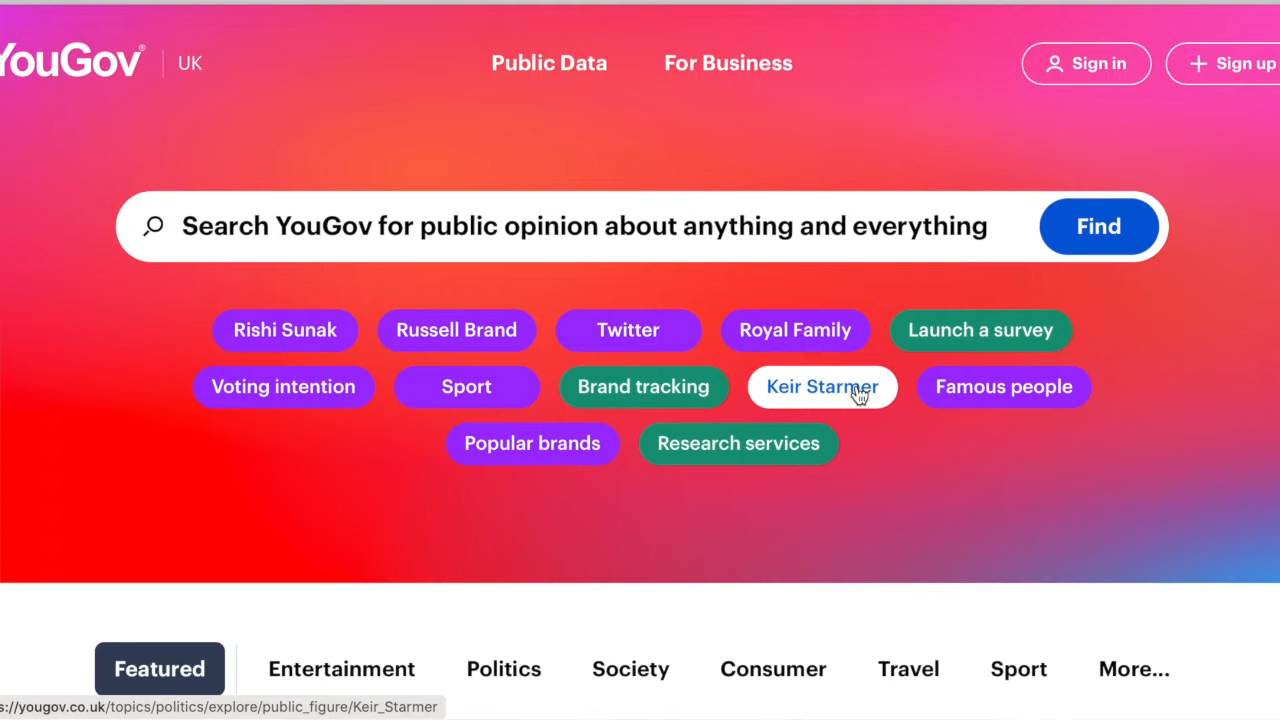 YouGov® UK Public Data For Business Sign in Sign up
Search YouGov for public opinion about anything and everything Find
Rishi Sunak Russell Brand Twitter Royal Family Launch a survey
Voting intention Sport Brand tracking Keir Starmer Famous people
Popular brands Research services
Featured Entertainment Politics Society Consumer Travel Sport More...
s://yougov.co.uk/topics/politics/explore/public_figure/Keir_Starmer